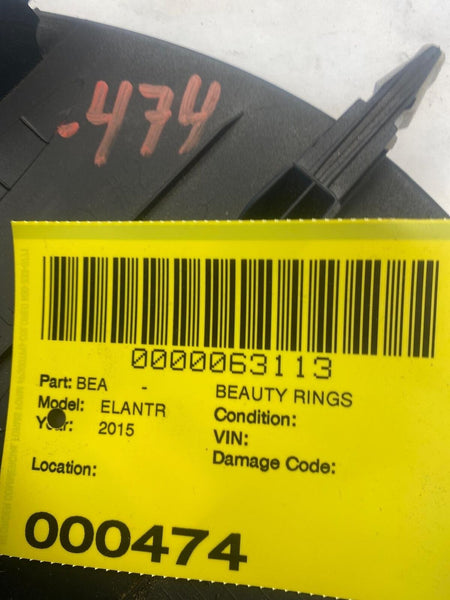 .474
0000063113
Part: BEA - BEAUTY RINGS
Model: ELANTR Condition:
Year: 2015 VIN:
Damage Code:
Location:
000474